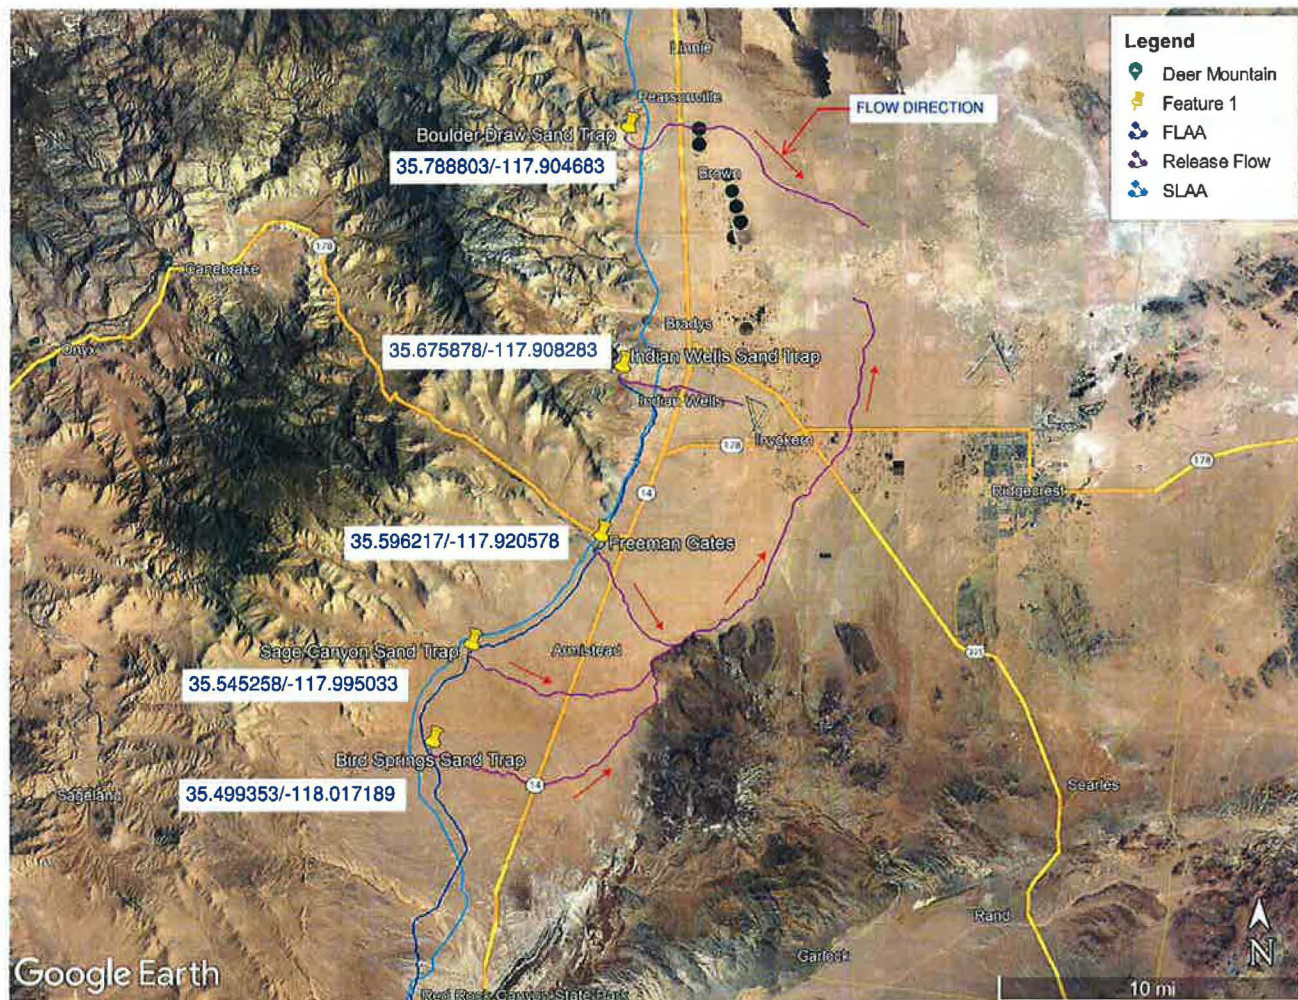 Legend
Deer Mountain
Feature 1
FLAA
Release Flow
SLAA
Linnie
Pearsonville
FLOW DIRECTION
Boulder Draw Sand Trap
35.788803/-117.904683
Brown
178
Canebrake
Onyx
Bradys
35.675878/-117.908283
Indian Wells Sand Trap
Indian Wells
Inyokern
178
178
Ridgecrest
14
35.596217/-117.920578
Freeman Gates
Sage Canyon Sand Trap
Armistead
395
35.545258/-117.995033
Bird Springs Sand Trap
14
Sageland
35.499353/-118.017189
Searles
Rand
Garlock
N
Google Earth
10 mi
Red Rock Canyon State Park